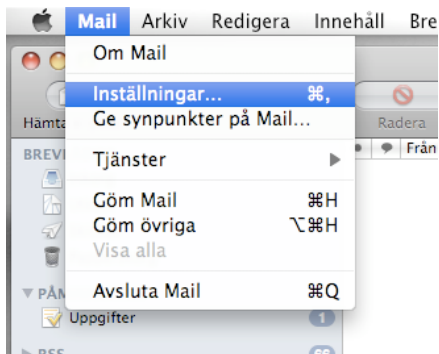 Mail Arkiv Redigera Innehåll Bre
Om Mail
Inställningar... ⌘,
Ge synpunkter på Mail...
Tjänster
Göm Mail ⌘H
Göm övriga ⌥⌘H
Visa alla
Avsluta Mail ⌘Q
Hämta
Radera
BREV
Från
PÅM
Uppgifter 1
RSS 66